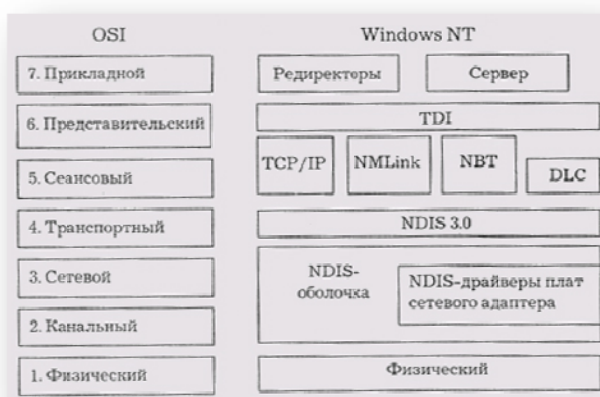 OSI
Windows NT
7. Прикладной
6. Представительский
5. Сеансовый
4. Транспортный
3. Сетевой
2. Канальный
1. Физический
Редиректоры
Сервер
TDI
TCP/IP
NMLink
NBT
DLC
NDIS 3.0
NDIS-
оболочка
NDIS-драйверы плат
сетевого адаптера
Физический